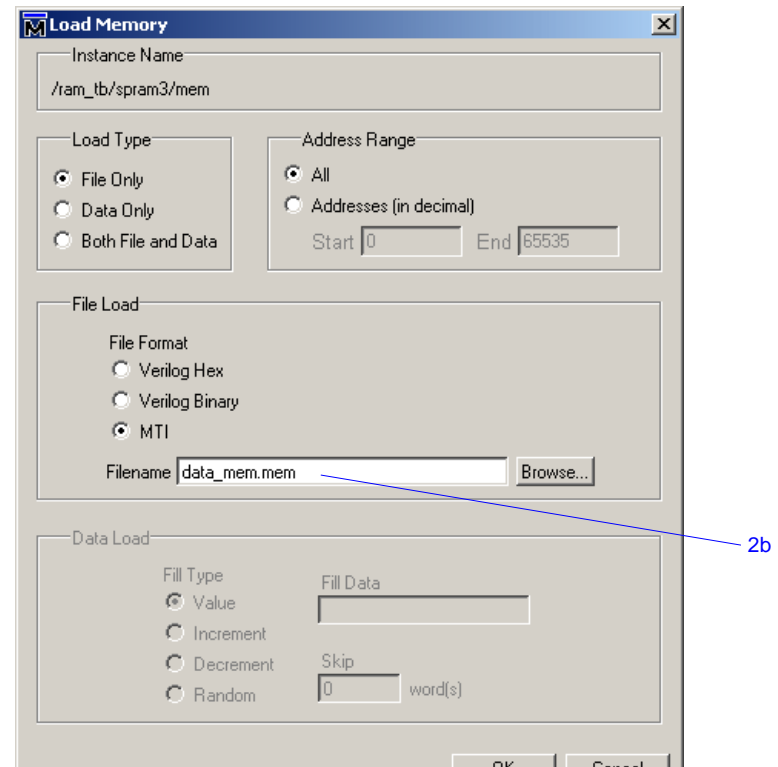 Load Memory
Instance Name
/ram_tb/spram3/mem
Load Type
File Only
Data Only
Both File and Data
Address Range
All
Addresses (in decimal)
Start 0 End 65535
File Load
File Format
Verilog Hex
Verilog Binary
MTI
Filename data_mem.mem Browse...
2b
Data Load
Fill Type
Value
Increment
Decrement
Random
Fill Data
Skip
0 word(s)
OK Cancel